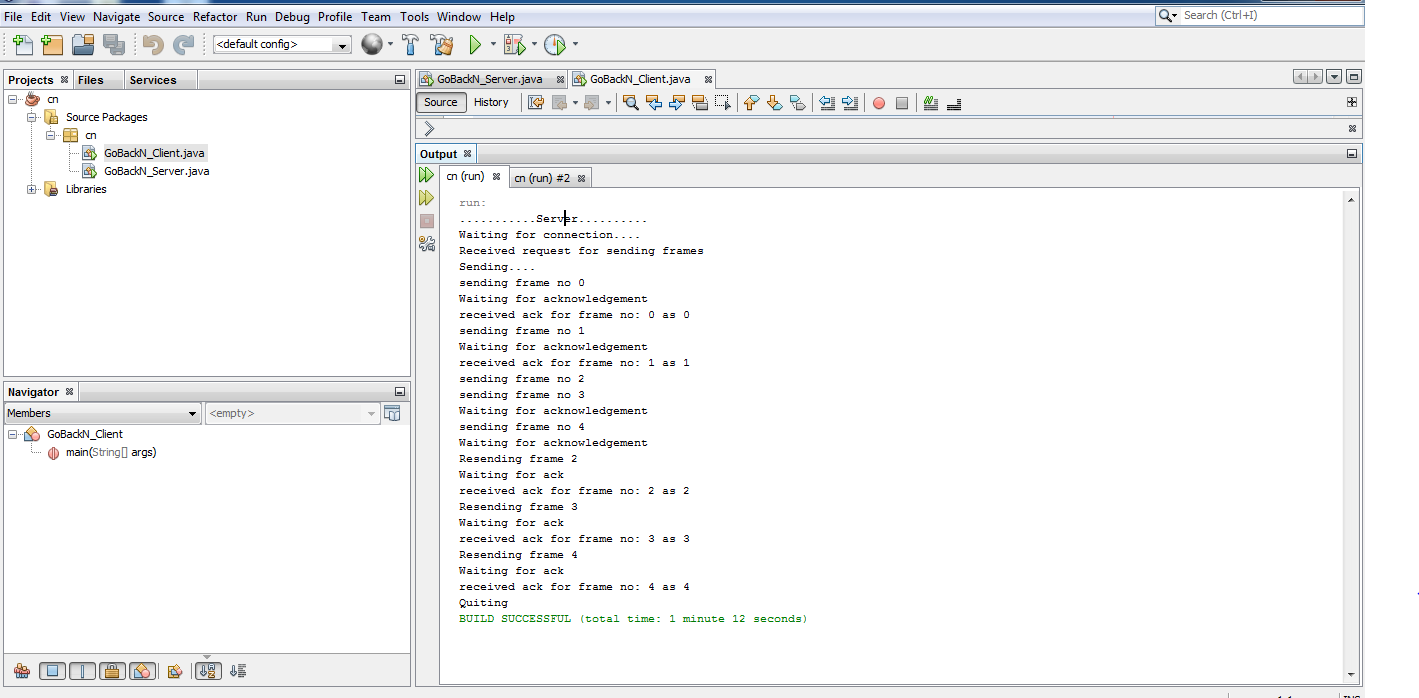 File Edit View Navigate Source Refactor Run Debug Profile Team Tools Window Help
Search (Ctrl+I)
<default config>
Projects Files Services
cn
Source Packages
cn
GoBackN_Client.java
GoBackN_Server.java
Libraries
Navigator
Members
<empty>
GoBackN_Client
main(String[] args)
GoBackN_Server.java GoBackN_Client.java
Source History
Output
cn (run) cn (run) #2
run:
...........Server..........
Waiting for connection....
Received request for sending frames
Sending....
sending frame no 0
Waiting for acknowledgement
received ack for frame no: 0 as 0
sending frame no 1
Waiting for acknowledgement
received ack for frame no: 1 as 1
sending frame no 2
sending frame no 3
Waiting for acknowledgement
sending frame no 4
Waiting for acknowledgement
Resending frame 2
Waiting for ack
received ack for frame no: 2 as 2
Resending frame 3
Waiting for ack
received ack for frame no: 3 as 3
Resending frame 4
Waiting for ack
received ack for frame no: 4 as 4
Quiting
BUILD SUCCESSFUL (total time: 1 minute 12 seconds)